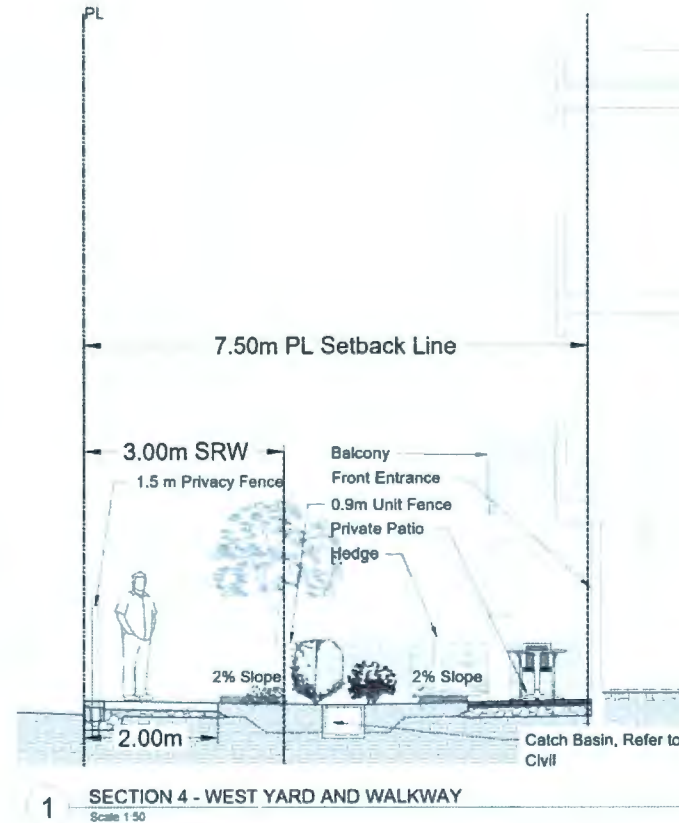 PL
7.50m PL Setback Line
3.00m SRW
1.5 m Privacy Fence
Balcony
Front Entrance
0.9m Unit Fence
Private Patio
Hedge
2% Slope
2% Slope
2.00m
Catch Basin, Refer to
Civil
1
SECTION 4 - WEST YARD AND WALKWAY
Scale 1:50